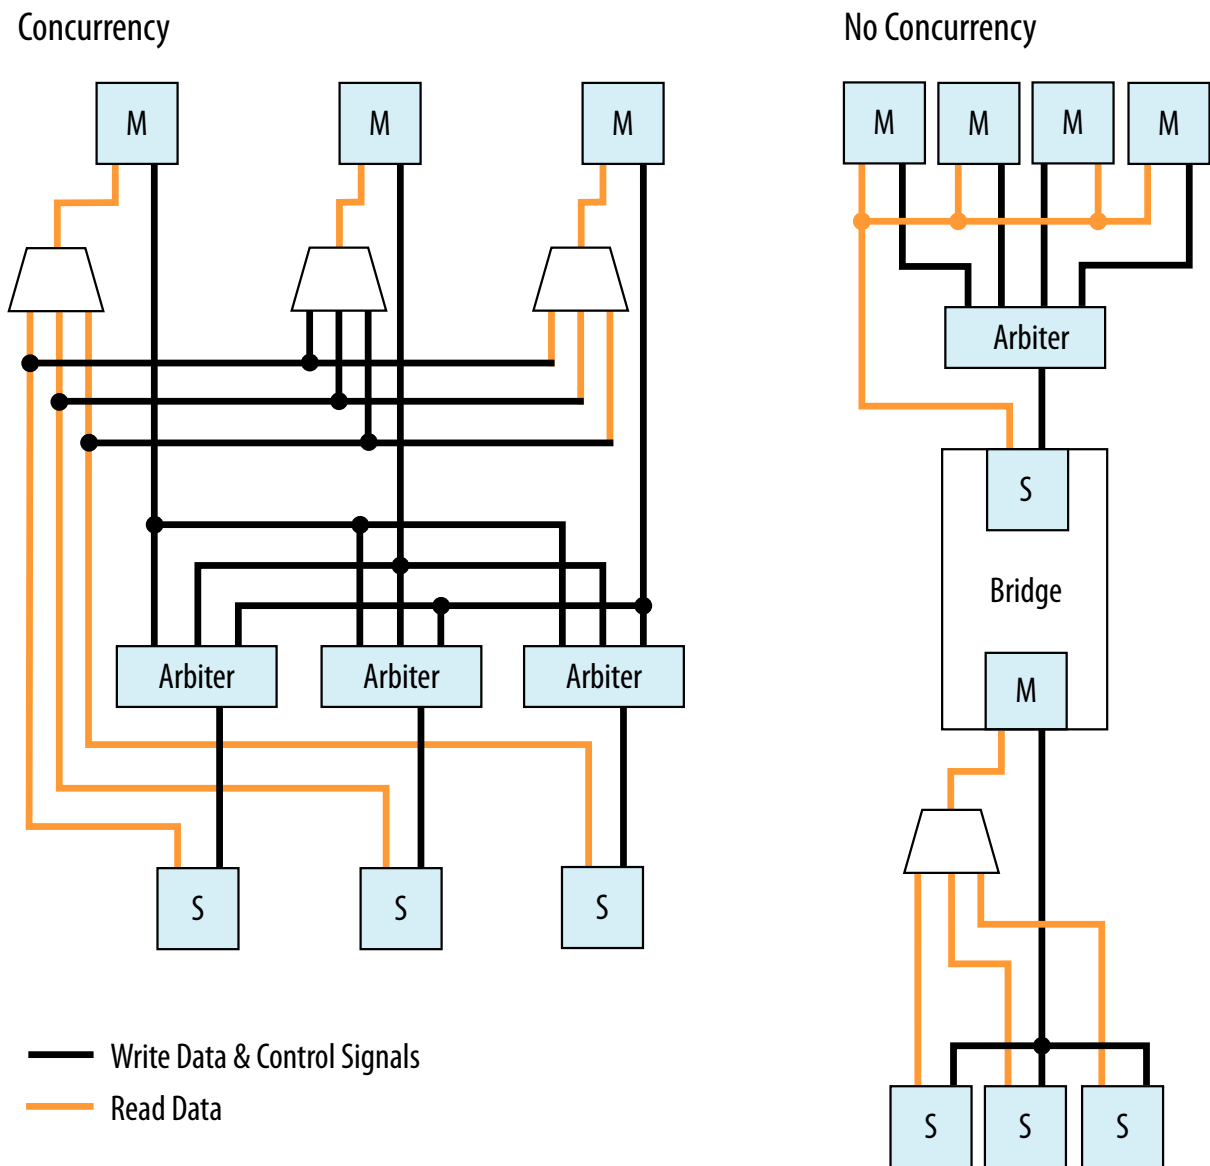 Concurrency
No Concurrency
M
M
M
M
M
M
M
Arbiter
S
Bridge
M
Arbiter
Arbiter
Arbiter
S
S
S
Write Data & Control Signals
Read Data
S
S
S